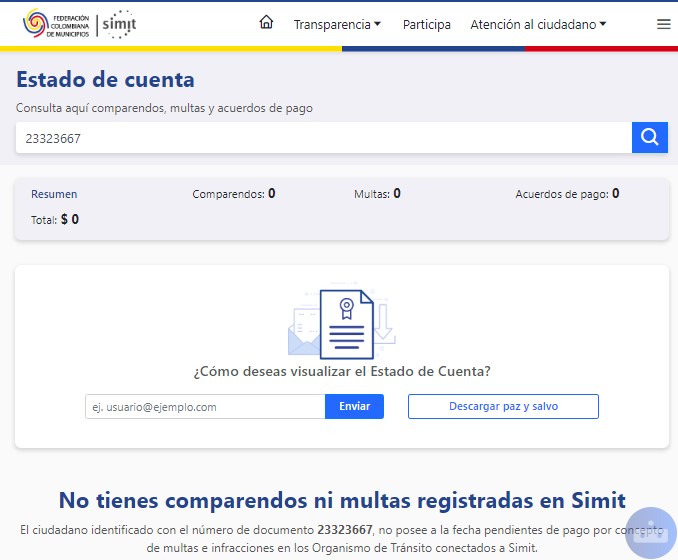 FEDERACIÓN
COLOMBIANA
DE MUNICIPIOS
simit
Transparencia
Participa
Atención al ciudadano
Estado de cuenta
Consulta aquí comparendos, multas y acuerdos de pago
23323667
Resumen Comparendos: 0 Multas: 0 Acuerdos de pago: 0
Total: $ 0
¿Cómo deseas visualizar el Estado de Cuenta?
ej. usuario@ejemplo.com Enviar Descargar paz y salvo
No tienes comparendos ni multas registradas en Simit
El ciudadano identificado con el número de documento 23323667, no posee a la fecha pendientes de pago por concepto
de multas e infracciones en los Organismo de Tránsito conectados a Simit.